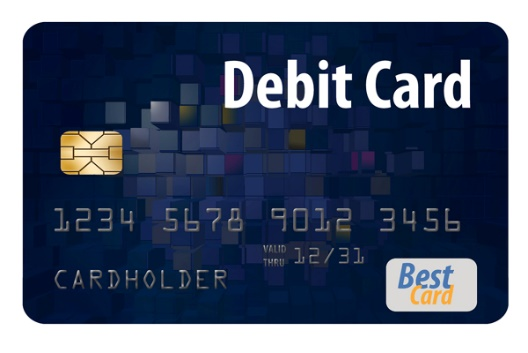 Debit Card
1234 5678 9012 3456
VALID THRU 12/31
CARDHOLDER
Best Card